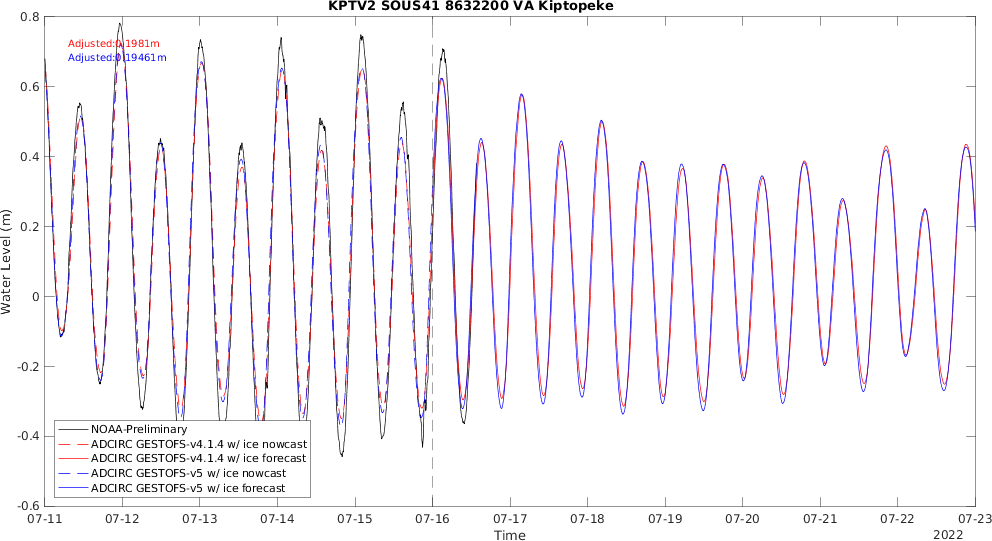 KPTV2 SOUS41 8632200 VA Kiptopeke
0.8
0.6
0.4
0.2
0
-0.2
-0.4
-0.6
Water Level (m)
Adjusted:0.1981m
Adjusted:0.19461m
NOAA-Preliminary
ADCIRC GESTOFS-v4.1.4 w/ ice nowcast
ADCIRC GESTOFS-v4.1.4 w/ ice forecast
ADCIRC GESTOFS-v5 w/ ice nowcast
ADCIRC GESTOFS-v5 w/ ice forecast
07-11 07-12 07-13 07-14 07-15 07-16 07-17 07-18 07-19 07-20 07-21 07-22 07-23
Time
2022